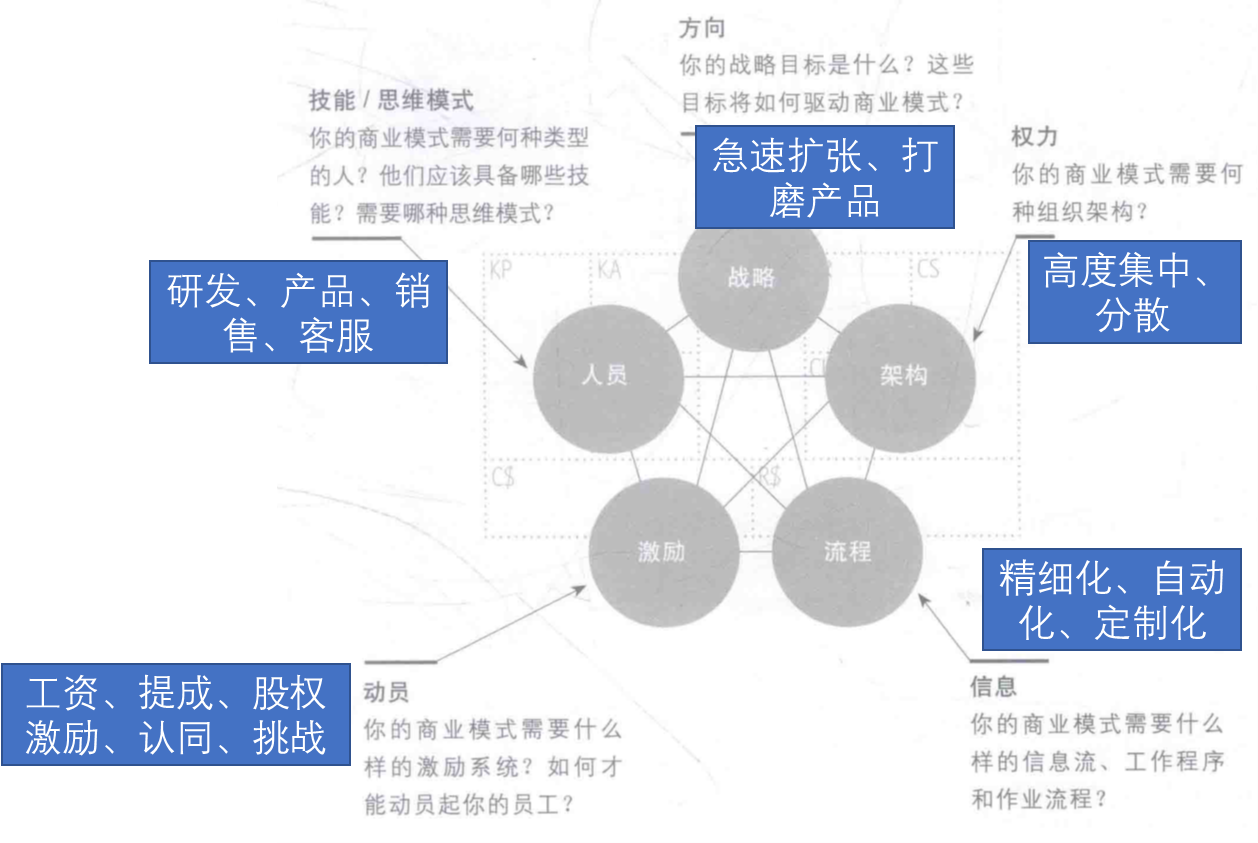 方向
你的战略目标是什么？这些
目标将如何驱动商业模式？
急速扩张、打
磨产品
技能 / 思维模式
你的商业模式需要何种类型
的人？他们应该具备哪些技
能？需要哪种思维模式？
研发、产品、销
售、客服
权力
你的商业模式需要何
种组织架构？
高度集中、
分散
KP
KA
CS
战略
人员
架构
C$
R$
激励
流程
精细化、自动
化、定制化
工资、提成、股权
激励、认同、挑战
动员
你的商业模式需要什么
样的激励系统？如何才
能动员起你的员工？
信息
你的商业模式需要什么
样的信息流、工作程序
和作业流程？